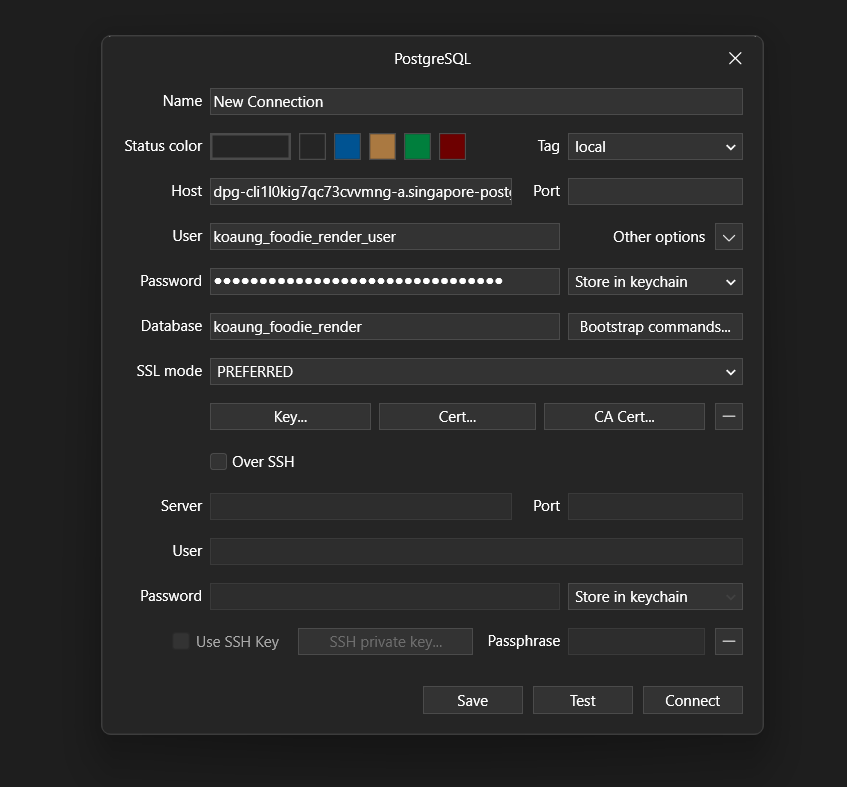 PostgreSQL
Name New Connection
Status color Tag local
Host dpg-cli1l0kig7qc73cvvmng-a.singapore-postg Port
User koaung_foodie_render_user Other options
Password ●●●●●●●●●●●●●●●●●●●●●●●●●●●●●●●● Store in keychain
Database koaung_foodie_render Bootstrap commands...
SSL mode PREFERRED
Key... Cert... CA Cert...
Over SSH
Server Port
User
Password Store in keychain
Use SSH Key SSH private key... Passphrase
Save Test Connect